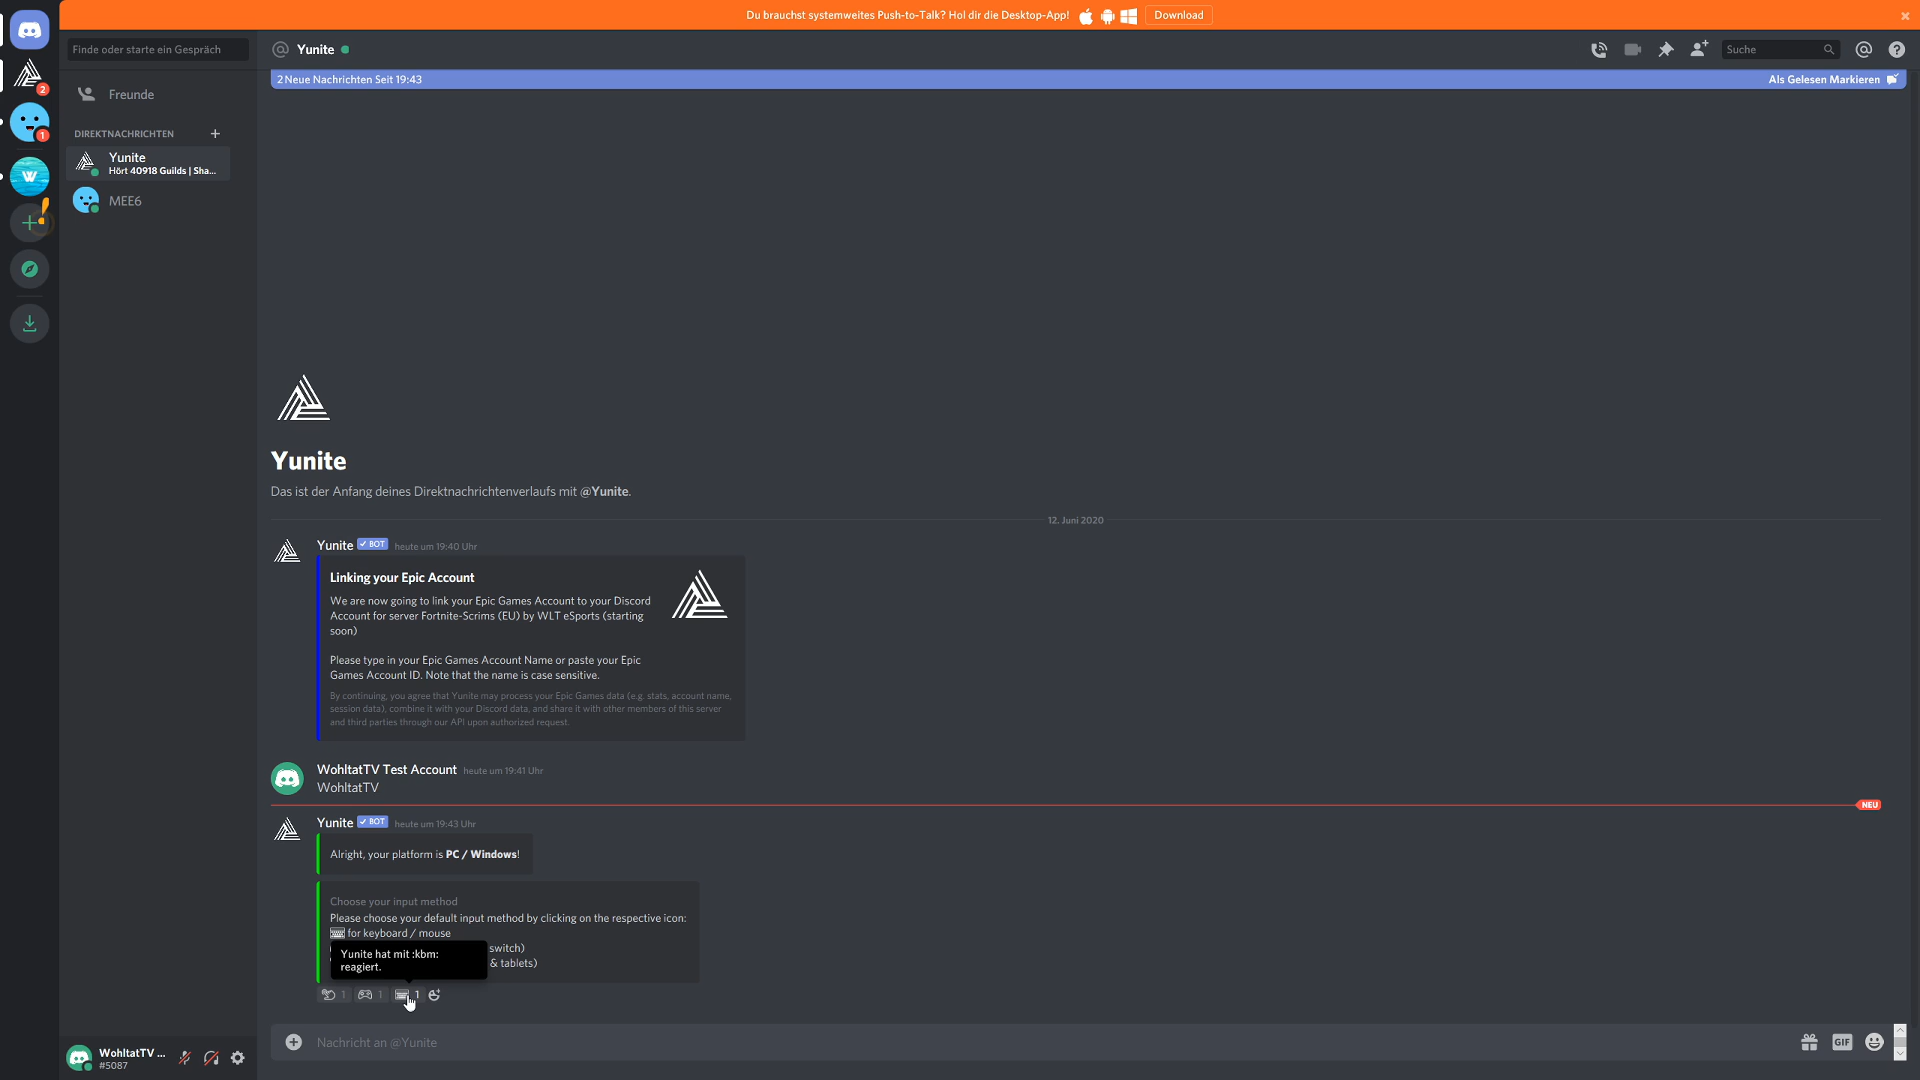 Du brauchst systemweites Push-to-Talk? Hol dir die Desktop-App!
Download
Finde oder starte ein Gespräch
Yunite
Suche
2 Neue Nachrichten Seit 19:43
Als Gelesen Markieren
2
Freunde
1
DIREKTNACHRICHTEN
Yunite
Hört 40918 Guilds | Sha...
W
MEE6
Yunite
Das ist der Anfang deines Direktnachrichtenverlaufs mit @Yunite.
12. Juni 2020
Yunite BOT heute um 19:40 Uhr
Linking your Epic Account
We are now going to link your Epic Games Account to your Discord
Account for server Fortnite-Scrims (EU) by WLT eSports (starting
soon)
Please type in your Epic Games Account Name or paste your Epic
Games Account ID. Note that the name is case sensitive.
By continuing, you agree that Yunite may process your Epic Games data (e.g. stats, account name,
session data), combine it with your Discord data, and share it with other members of this server
and third parties through our API upon authorized request.
WohltatTV Test Account heute um 19:41 Uhr
WohltatTV
NEU
Yunite BOT heute um 19:43 Uhr
Alright, your platform is PC / Windows!
Choose your input method
Please choose your default input method by clicking on the respective icon:
for keyboard / mouse
switch)
& tablets)
Yunite hat mit :kbm:
reagiert.
1 1 1
Nachricht an @Yunite
GIF
WohltatTV ...
#5087